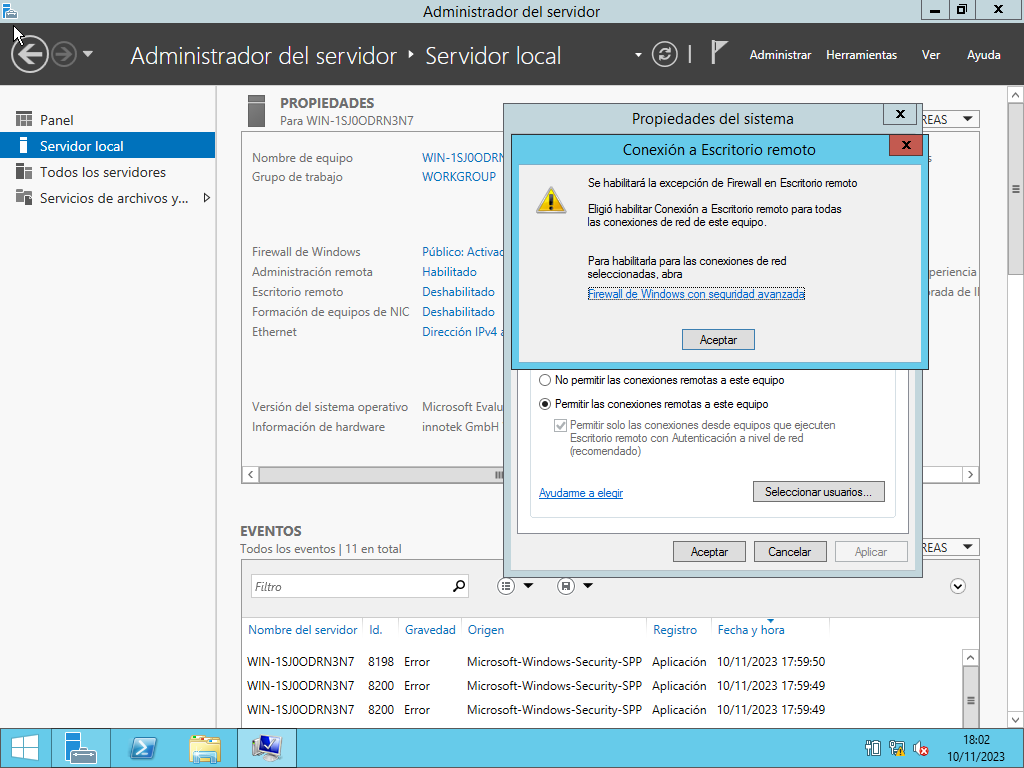 Administrador del servidor
Administrador del servidor ‣ Servidor local
Administrar Herramientas Ver Ayuda
Panel
Servidor local
Todos los servidores
Servicios de archivos y...
PROPIEDADES
Para WIN-1SJ0ODRN3N7
Nombre de equipo
Grupo de trabajo WORKGROUP
Firewall de Windows Público:
Administración remota Habilitado
Escritorio remoto Deshabilitado
Formación de equipos de NIC Deshabilitado
Ethernet Dirección IPv4
Versión del sistema operativo Microsoft
Información de hardware innotek GmbH
Propiedades del sistema
Conexión a Escritorio remoto
Se habilitará la excepción de Firewall en Escritorio remoto
Eligió habilitar Conexión a Escritorio remoto para todas
las conexiones de red de este equipo.
Para habilitarla para las conexiones de red
seleccionadas, abra
Firewall de Windows con seguridad avanzada
Aceptar
No permitir las conexiones remotas a este equipo
Permitir las conexiones remotas a este equipo
Permitir solo las conexiones desde equipos que ejecuten
Escritorio remoto con Autenticación a nivel de red
(recomendado)
Ayudarme a elegir
Seleccionar usuarios...
Aceptar Cancelar Aplicar
EVENTOS
Todos los eventos | 11 en total
Filtro
Nombre del servidor Id. Gravedad Origen Registro Fecha y hora
WIN-1SJ0ODRN3N7 8198 Error Microsoft-Windows-Security-SPP Aplicación 10/11/2023 17:59:50
WIN-1SJ0ODRN3N7 8200 Error Microsoft-Windows-Security-SPP Aplicación 10/11/2023 17:59:49
WIN-1SJ0ODRN3N7 8200 Error Microsoft-Windows-Security-SPP Aplicación 10/11/2023 17:59:49
18:02
10/11/2023